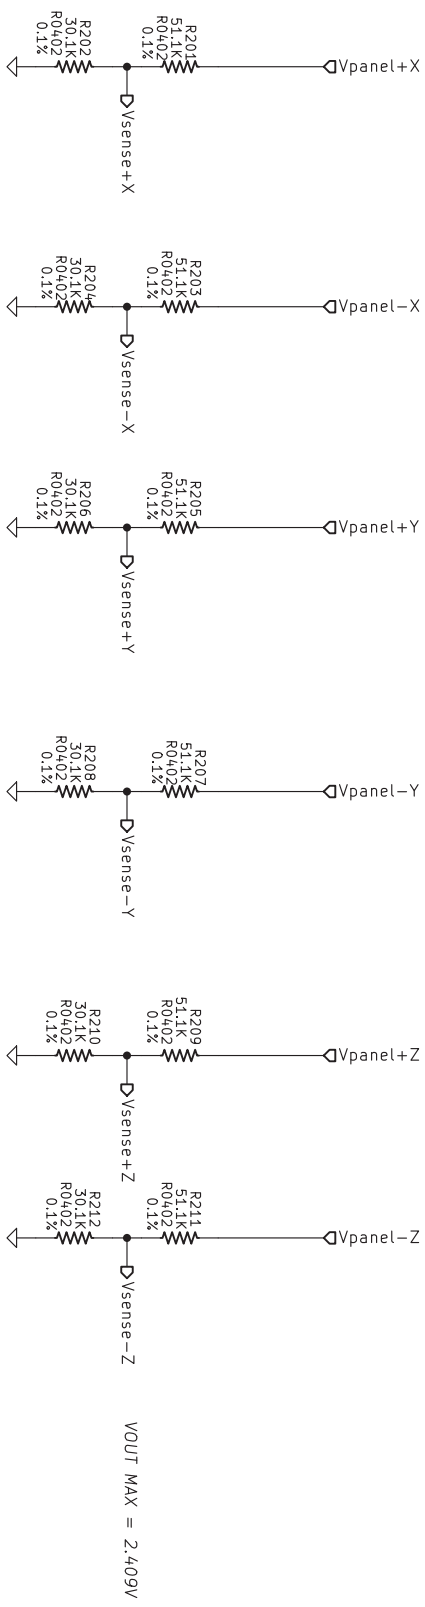 Vpanel+X
R201
51.1K
R0402
0.1%
R202
30.1K
R0402
0.1%
Vsense+X
Vpanel-X
R203
51.1K
R0402
0.1%
R204
30.1K
R0402
0.1%
Vsense-X
Vpanel+Y
R205
51.1K
R0402
0.1%
R206
30.1K
R0402
0.1%
Vsense+Y
Vpanel-Y
R207
51.1K
R0402
0.1%
R208
30.1K
R0402
0.1%
Vsense-Y
Vpanel+Z
R209
51.1K
R0402
0.1%
R210
30.1K
R0402
0.1%
Vsense+Z
Vpanel-Z
R211
51.1K
R0402
0.1%
R212
30.1K
R0402
0.1%
Vsense-Z
VOUT MAX = 2.409V